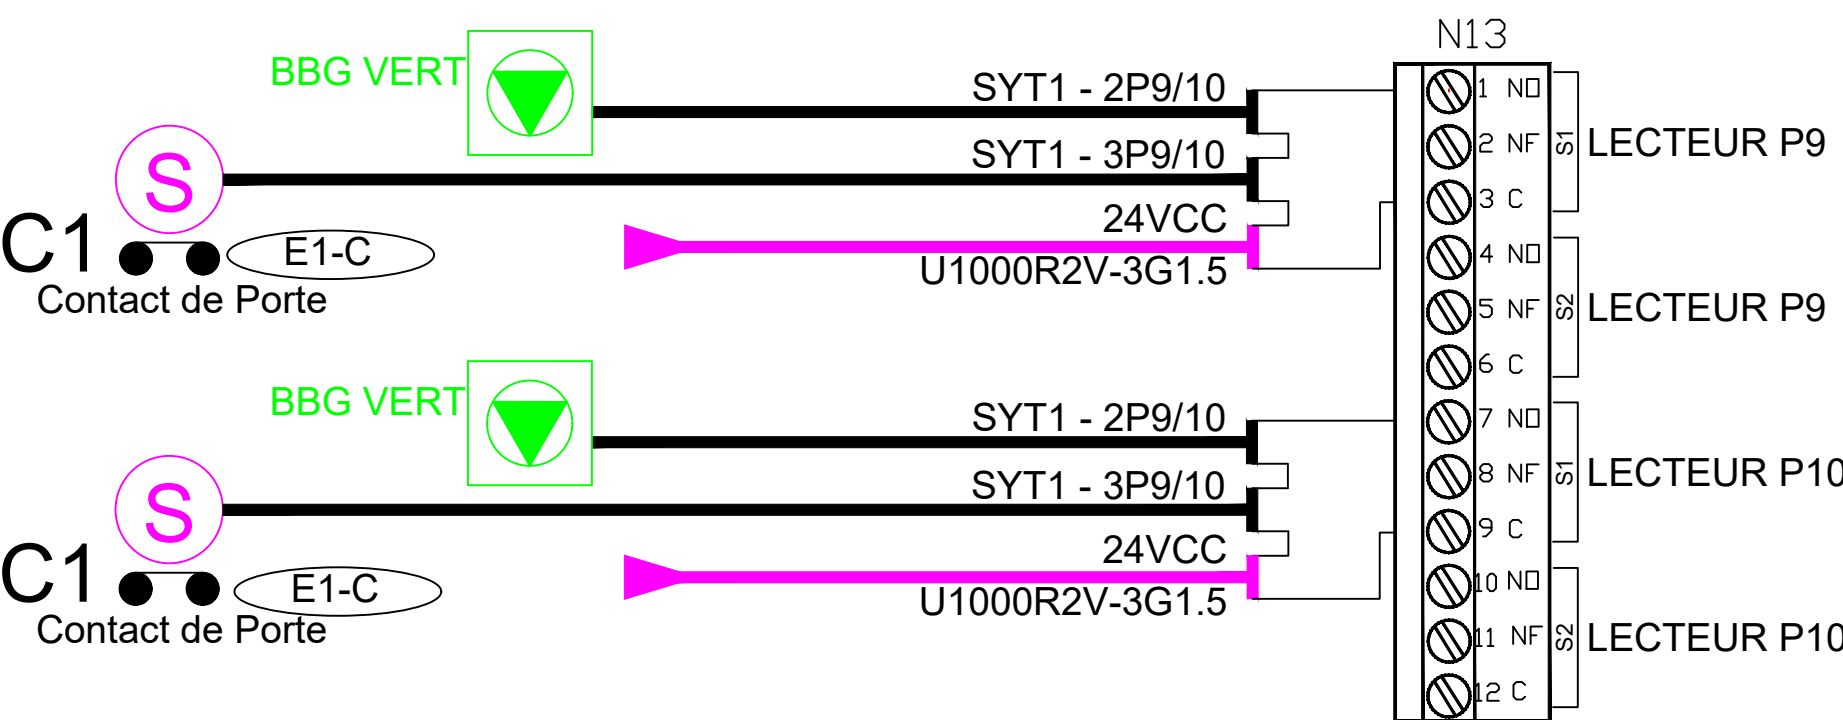 N13
BBG VERT
SYT1 - 2P9/10
1 NO
2 NF
S1
LECTEUR P9
SYT1 - 3P9/10
S
3 C
24VCC
C1
E1-C
4 NO
U1000R2V-3G1.5
Contact de Porte
5 NF
S2
LECTEUR P9
6 C
BBG VERT
SYT1 - 2P9/10
7 NO
8 NF
S1
LECTEUR P10
SYT1 - 3P9/10
S
9 C
24VCC
C1
E1-C
10 NO
U1000R2V-3G1.5
Contact de Porte
11 NF
S2
LECTEUR P10
12 C